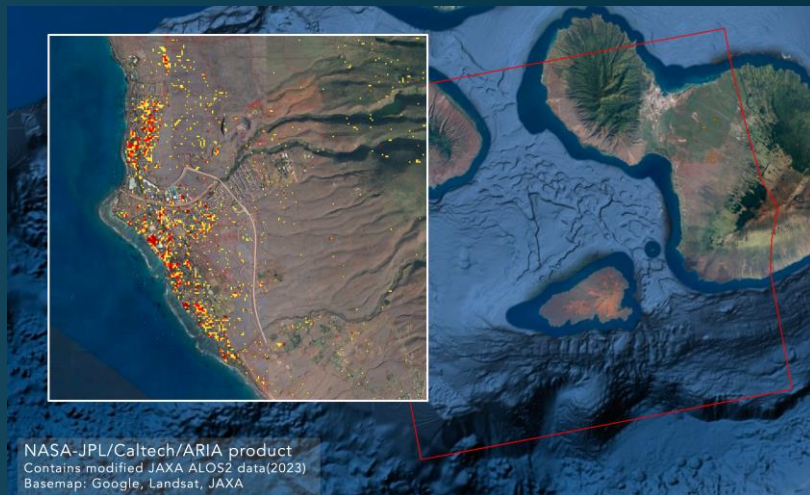 NASA-JPL/Caltech/ARIA product
Contains modified JAXA ALOS2 data(2023)
Basemap: Google, Landsat, JAXA